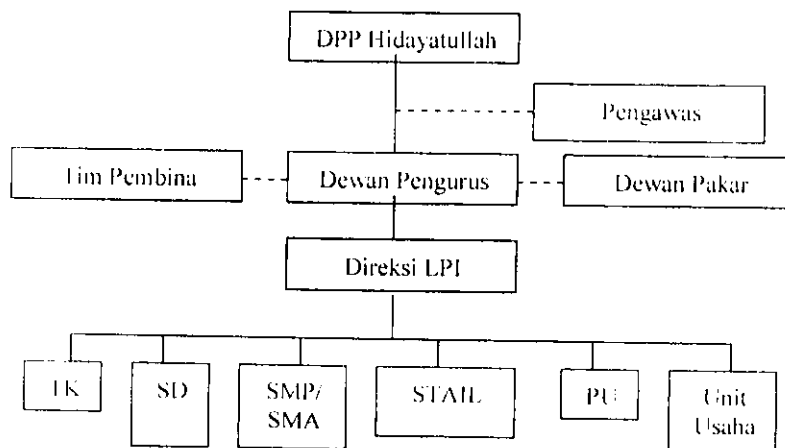 DPP Hidayatullah
Pengawas
Tim Pembina
Dewan Pengurus
Dewan Pakar
Direksi LPI
TK
SD
SMP/
SMA
STAIL
PU
Unit
Usaha